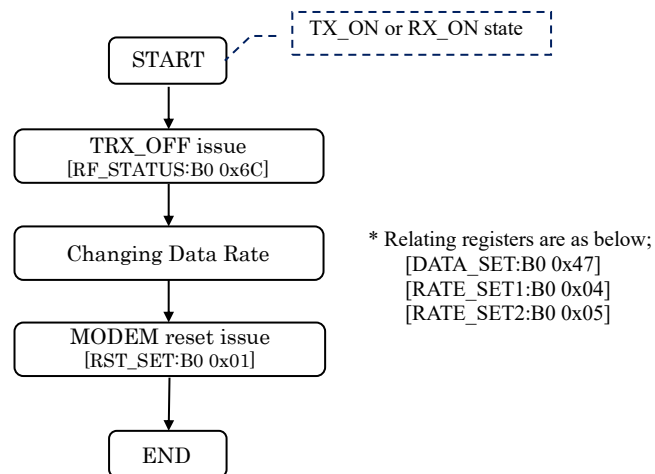 TX_ON or RX_ON state
START
TRX_OFF issue
[RF_STATUS:B0 0x6C]
Changing Data Rate
* Relating registers are as below;
[DATA_SET:B0 0x47]
[RATE_SET1:B0 0x04]
[RATE_SET2:B0 0x05]
MODEM reset issue
[RST_SET:B0 0x01]
END